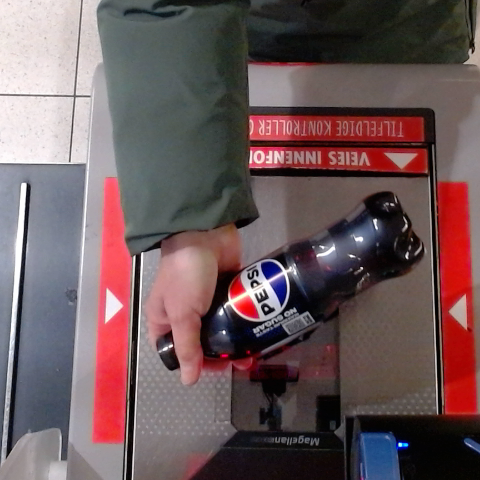 TILFELDIGE KONTROLLER
VEIES INNENFOR
PEPSI
NO SUGAR
Magellan